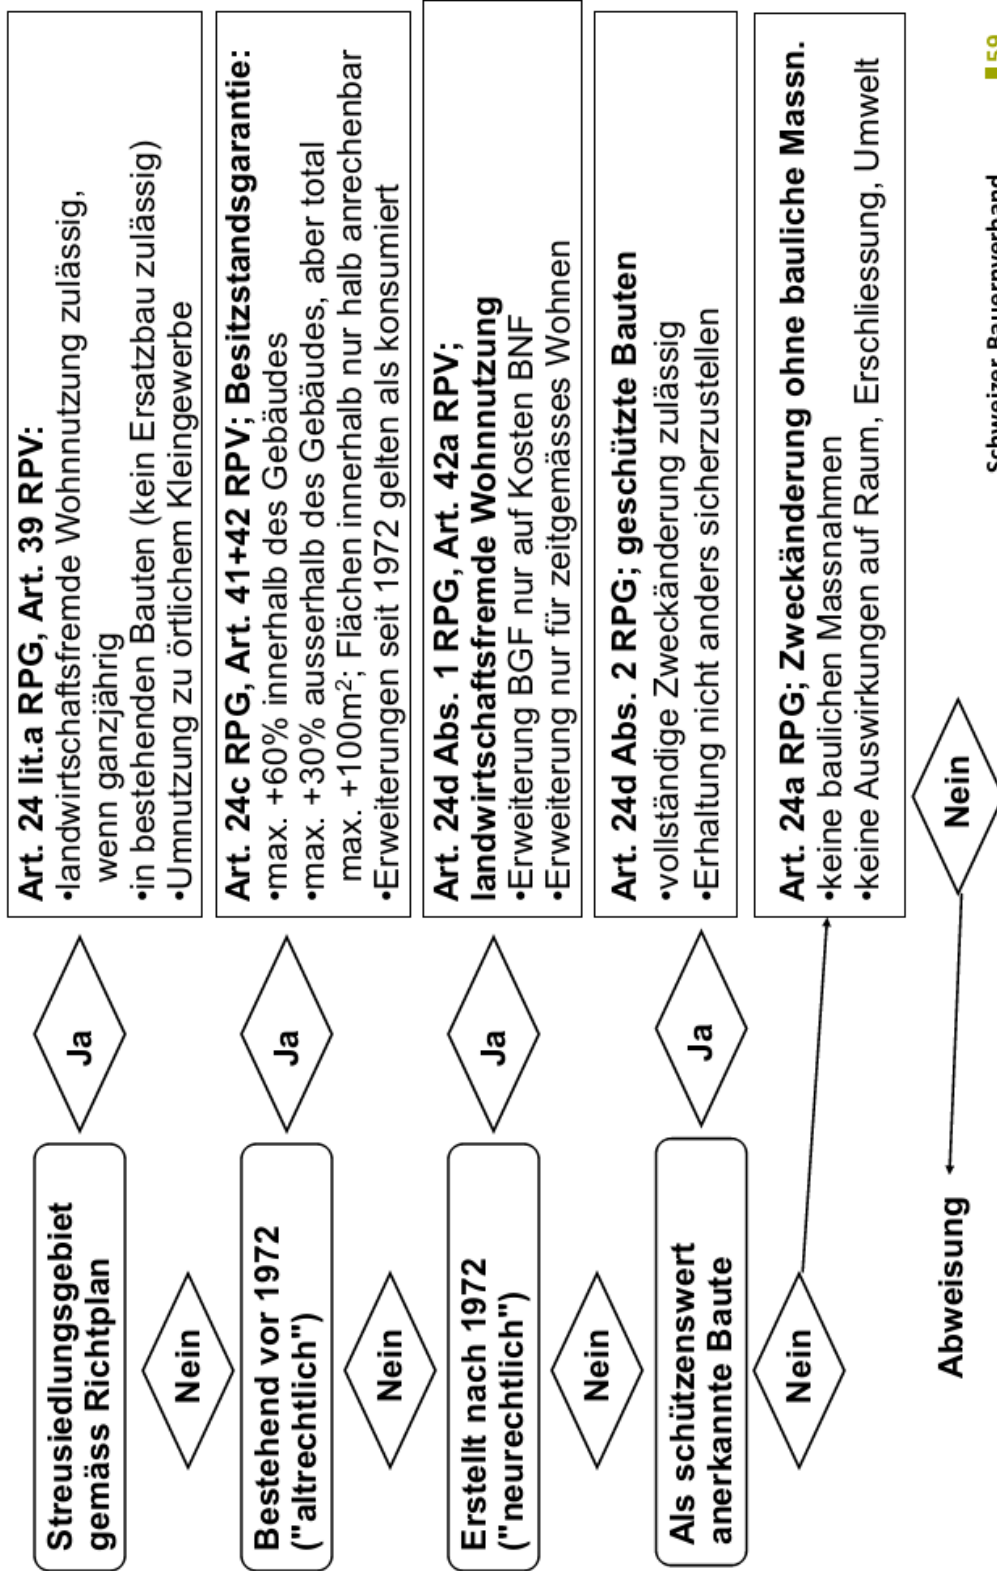 Streusiedlungsgebiet
gemäss Richtplan
Ja
Art. 24 lit.a RPG, Art. 39 RPV:
•landwirtschaftsfremde Wohnnutzung zulässig,
wenn ganzjährig
•in bestehenden Bauten (kein Ersatzbau zulässig)
•Umnutzung zu örtlichem Kleingewerbe
Nein
Bestehend vor 1972
("altrechtlich")
Ja
Art. 24c RPG, Art. 41+42 RPV; Besitzstandsgarantie:
•max. +60% innerhalb des Gebäudes
•max. +30% ausserhalb des Gebäudes, aber total
max. +100m²; Flächen innerhalb nur halb anrechenbar
•Erweiterungen seit 1972 gelten als konsumiert
Nein
Erstellt nach 1972
("neurechtlich")
Ja
Art. 24d Abs. 1 RPG, Art. 42a RPV;
landwirtschaftsfremde Wohnnutzung
•Erweiterung BGF nur auf Kosten BNF
•Erweiterung nur für zeitgemässes Wohnen
Nein
Als schützenswert
anerkannte Baute
Ja
Art. 24d Abs. 2 RPG; geschützte Bauten
•vollständige Zweckänderung zulässig
•Erhaltung nicht anders sicherzustellen
Nein
Art. 24a RPG; Zweckänderung ohne bauliche Massn.
•keine baulichen Massnahmen
•keine Auswirkungen auf Raum, Erschliessung, Umwelt
Abweisung
Nein
Schweizer Bauernverband
59